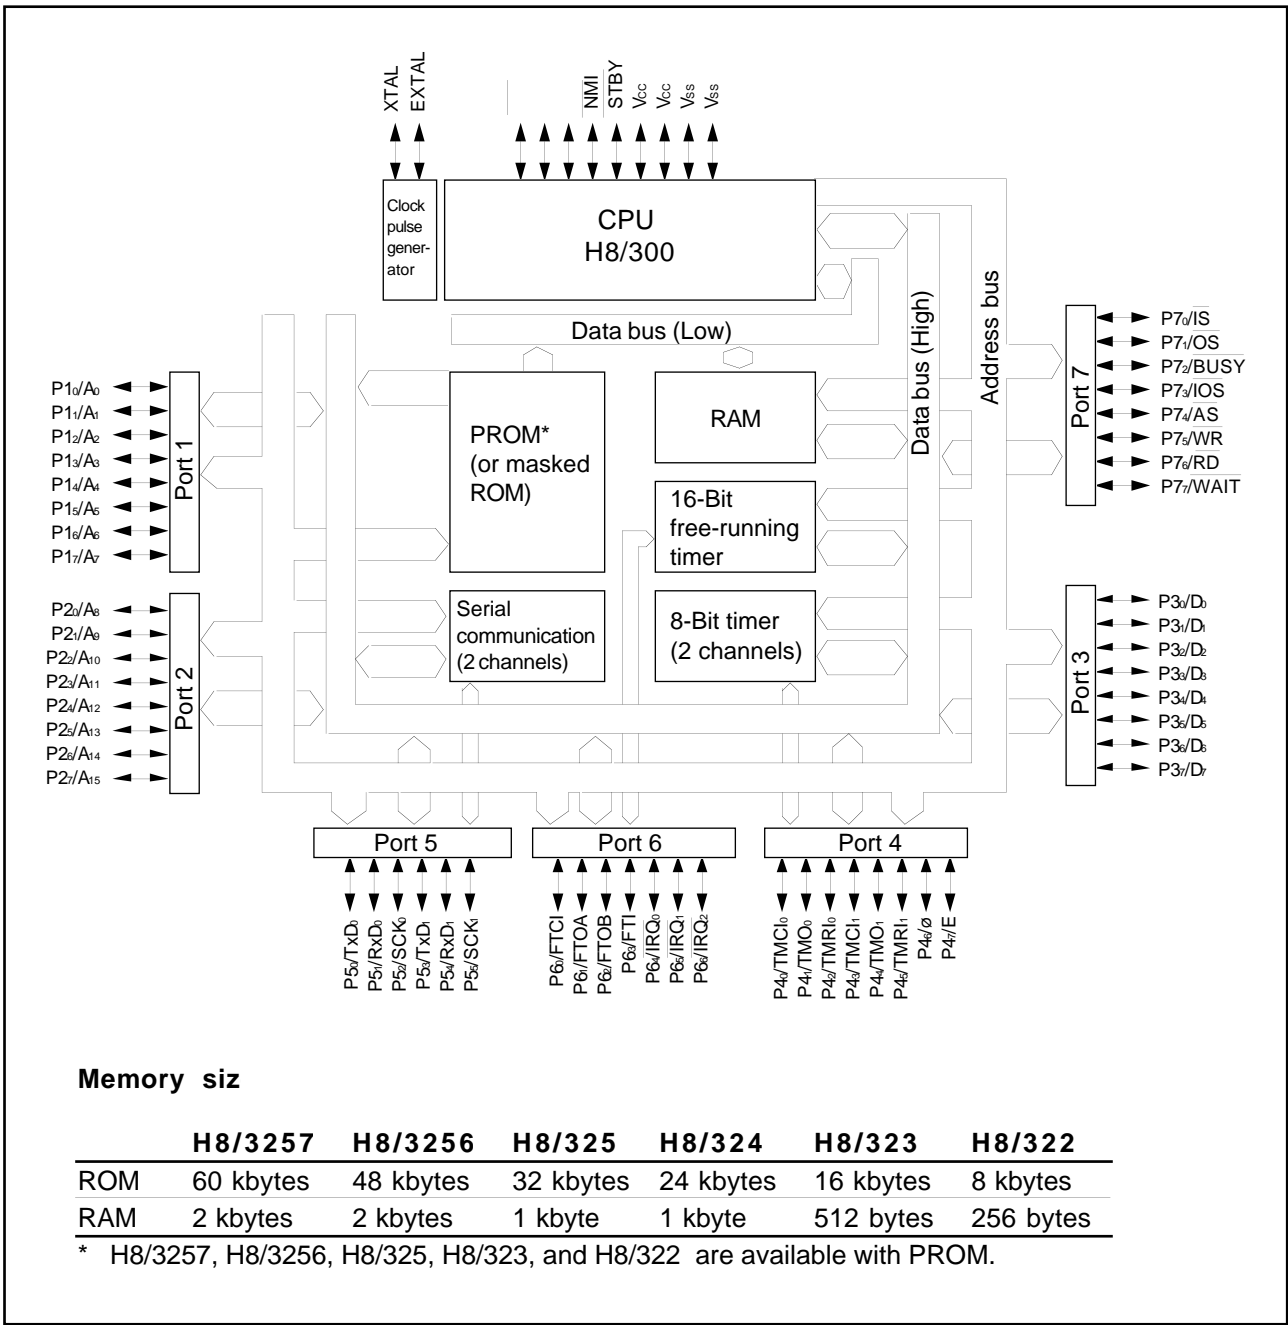 XTAL
EXTAL
NMI
STBY
Vcc
Vcc
Vss
Vss
Clock
pulse
gener-
ator
CPU
H8/300
Data bus (Low)
Data bus (High)
Address bus
PROM*
(or masked
ROM)
RAM
16-Bit
free-running
timer
Serial
communication
(2 channels)
8-Bit timer
(2 channels)
P1₀/A₀
P1₁/A₁
P1₂/A₂
P1₃/A₃
P1₄/A₄
P1₅/A₅
P1₆/A₆
P1₇/A₇
Port 1
P2₀/A₈
P2₁/A₉
P2₂/A₁₀
P2₃/A₁₁
P2₄/A₁₂
P2₅/A₁₃
P2₆/A₁₄
P2₇/A₁₅
Port 2
Port 7
P7₀/IS
P7₁/OS
P7₂/BUSY
P7₃/IOS
P7₄/AS
P7₅/WR
P7₆/RD
P7₇/WAIT
Port 3
P3₀/D₀
P3₁/D₁
P3₂/D₂
P3₃/D₃
P3₄/D₄
P3₅/D₅
P3₆/D₆
P3₇/D₇
Port 5
P5₀/TxD₀
P5₁/RxD₀
P5₂/SCK₀
P5₃/TxD₁
P5₄/RxD₁
P5₅/SCK₁
Port 6
P6₀/FTCI
P6₁/FTOA
P6₂/FTOB
P6₃/FTI
P6₄/IRQ₀
P6₅/IRQ₁
P6₆/IRQ₂
Port 4
P4₀/TMCI₀
P4₁/TMO₀
P4₂/TMRI₀
P4₃/TMCI₁
P4₄/TMO₁
P4₅/TMRI₁
P4₆/ø
P4₇/E
Memory siz
H8/3257 H8/3256 H8/325 H8/324 H8/323 H8/322
ROM 60 kbytes 48 kbytes 32 kbytes 24 kbytes 16 kbytes 8 kbytes
RAM 2 kbytes 2 kbytes 1 kbyte 1 kbyte 512 bytes 256 bytes
* H8/3257, H8/3256, H8/325, H8/323, and H8/322 are available with PROM.